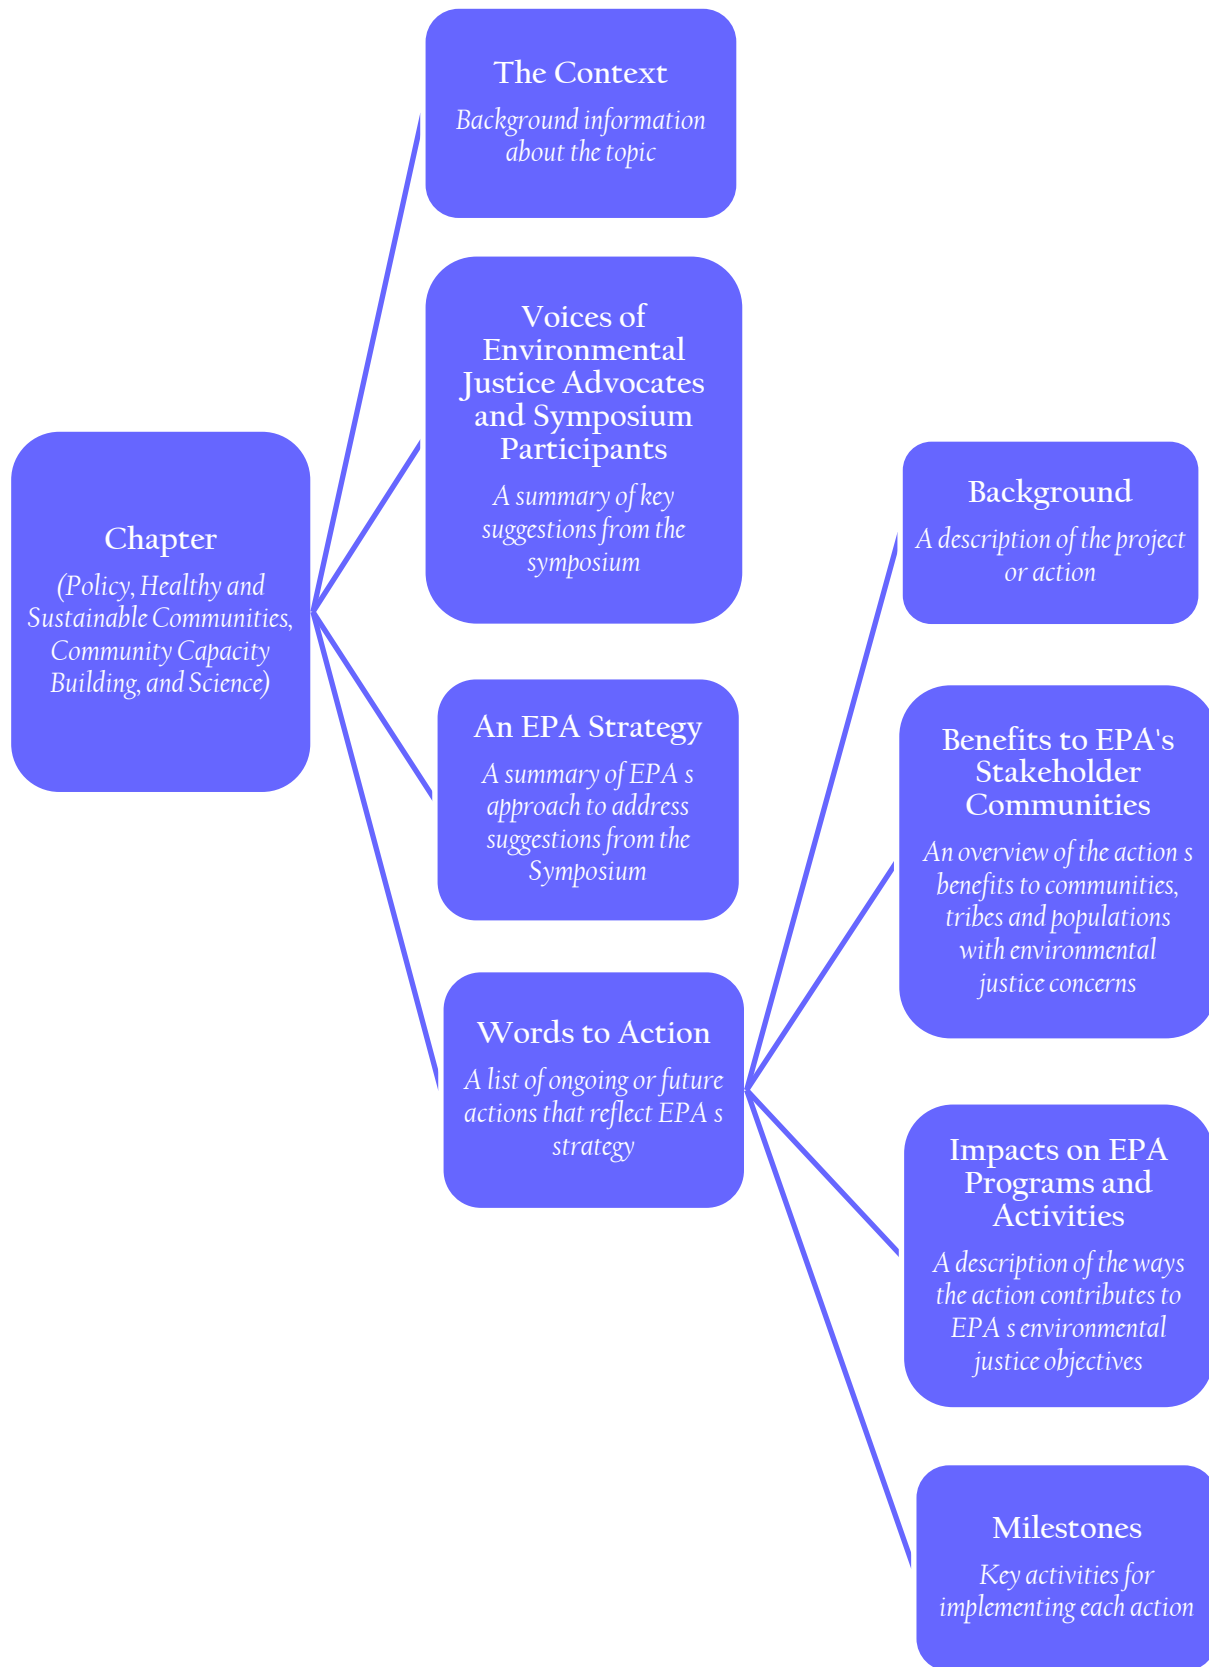 The Context
Background information
about the topic
Voices of
Environmental
Justice Advocates
and Symposium
Participants
A summary of key
suggestions from the
symposium
Chapter
(Policy, Healthy and
Sustainable Communities,
Community Capacity
Building, and Science)
An EPA Strategy
A summary of EPA s
approach to address
suggestions from the
Symposium
Words to Action
A list of ongoing or future
actions that reflect EPA s
strategy
Background
A description of the project
or action
Benefits to EPA's
Stakeholder
Communities
An overview of the action s
benefits to communities,
tribes and populations
with environmental
justice concerns
Impacts on EPA
Programs and
Activities
A description of the ways
the action contributes to
EPA s environmental
justice objectives
Milestones
Key activities for
implementing each action